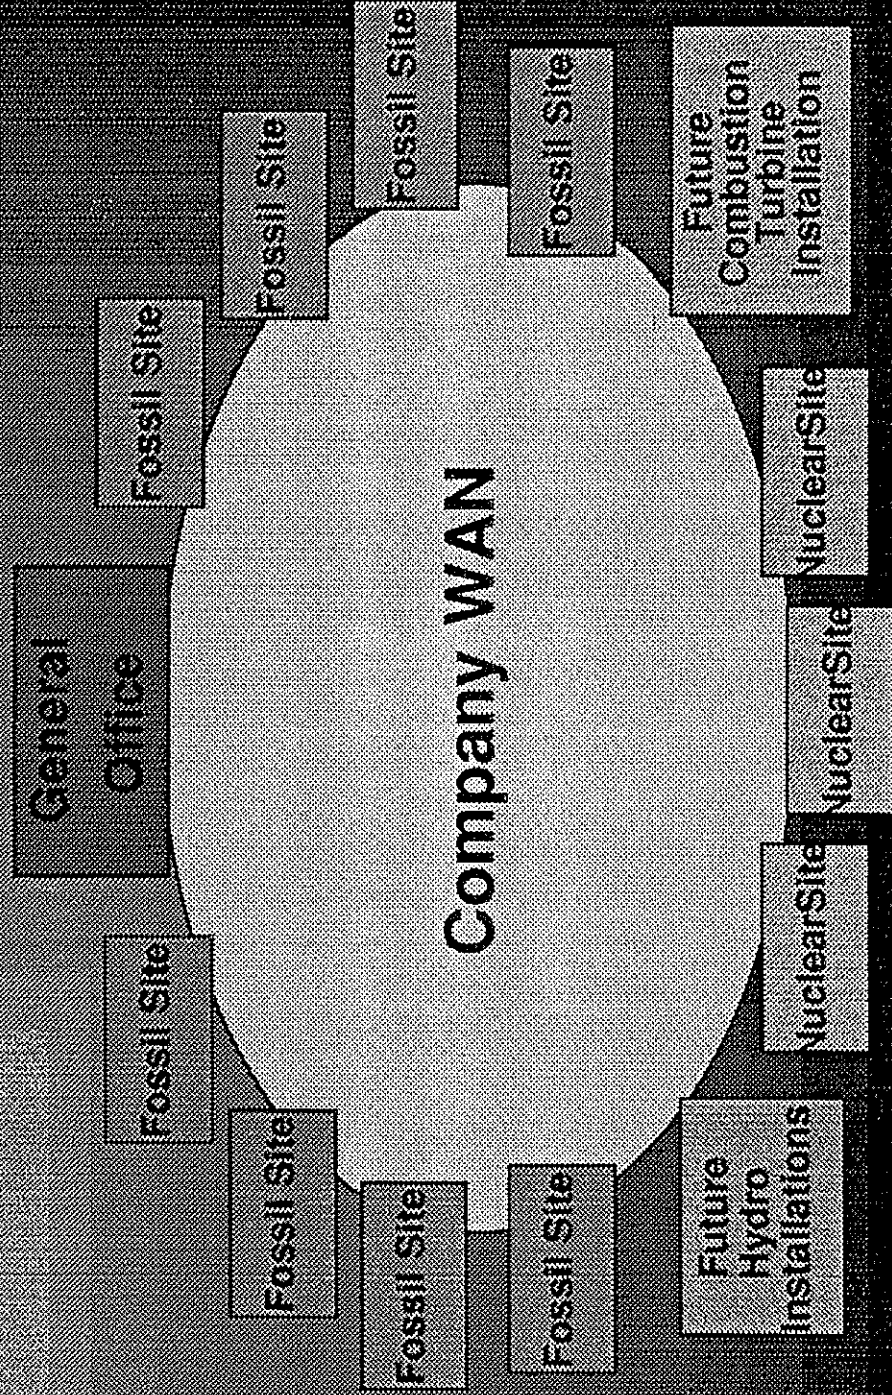 General
Office
Fossil Site
Fossil Site
Fossil Site
Fossil Site
Fossil Site
Fossil Site
Company WAN
Fossil Site
Fossil Site
Future
Hydro
Installations
Future
Combustion
Turbine
Installation
NuclearSite
NuclearSite
NuclearSite